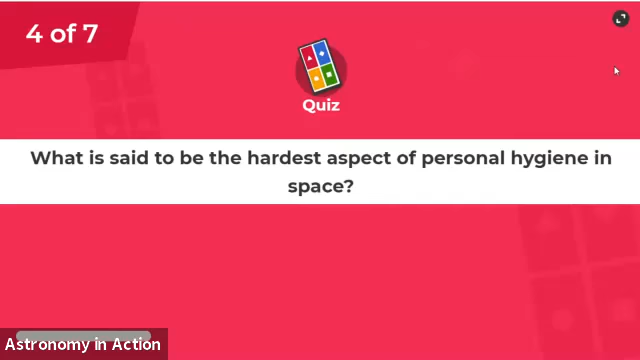 4 of 7
Quiz
What is said to be the hardest aspect of personal hygiene in
space?
Astronomy in Action